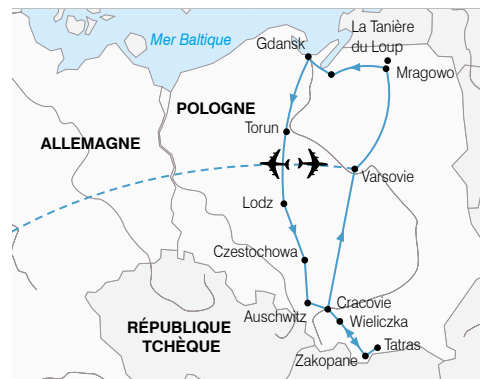 Mer Baltique
La Tanière
du Loup
Gdansk
Mragowo
POLOGNE
Torun
ALLEMAGNE
Varsovie
Lodz
Czestochowa
Auschwitz
Cracovie
Wieliczka
RÉPUBLIQUE
TCHÈQUE
Tatras
Zakopane